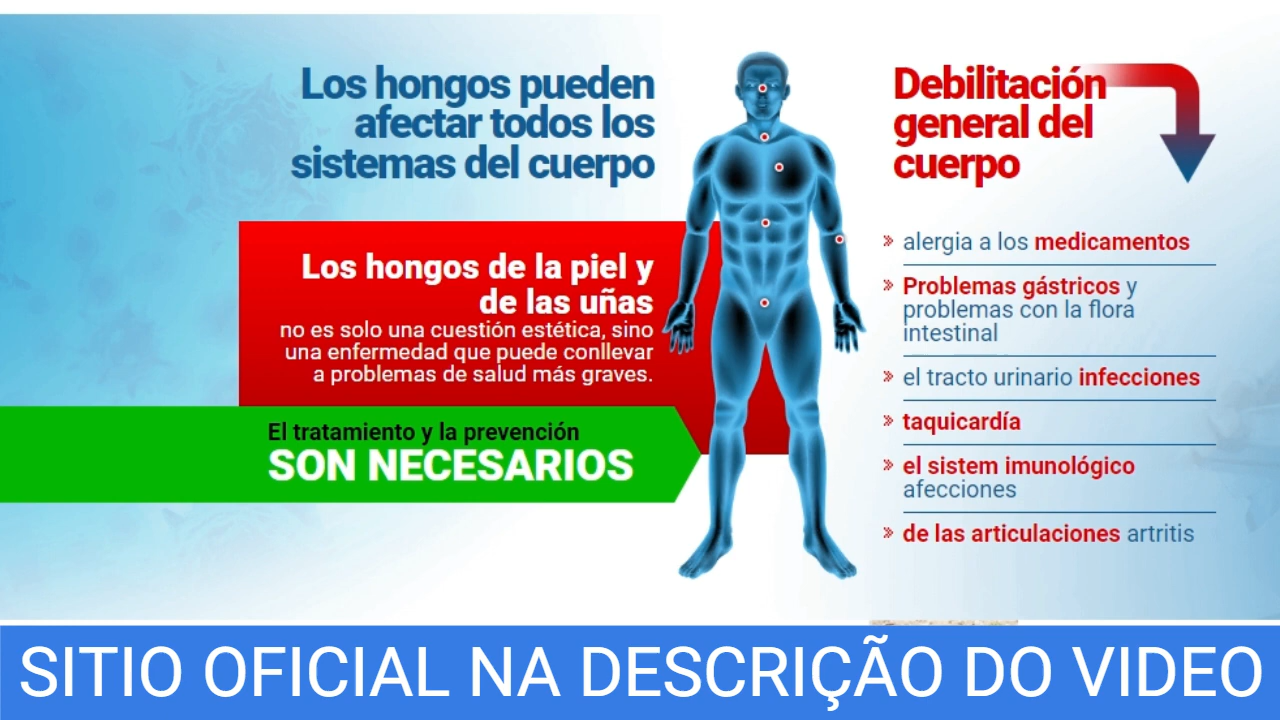 Los hongos pueden
afectar todos los
sistemas del cuerpo
Los hongos de la piel y
de las uñas
no es solo una cuestión estética, sino
una enfermedad que puede conllevar
a problemas de salud más graves.
El tratamiento y la prevención
SON NECESARIOS
Debilitación
general del
cuerpo
alergia a los medicamentos
Problemas gástricos y
problemas con la flora
intestinal
el tracto urinario infecciones
taquicardía
el sistem imunológico
afecciones
de las articulaciones artritis
SITIO OFICIAL NA DESCRIÇÃO DO VIDEO